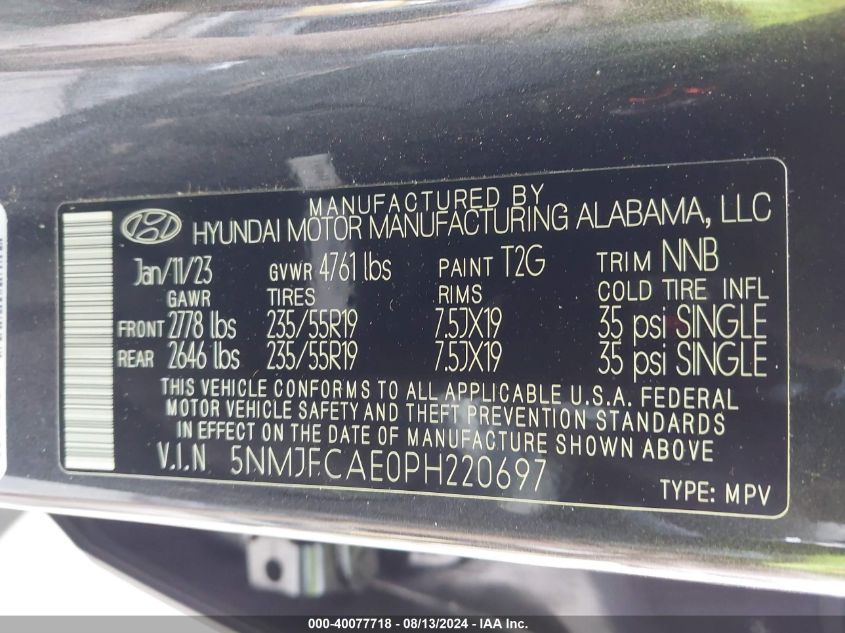 MANUFACTURED BY
HYUNDAI MOTOR MANUFACTURING ALABAMA, LLC
Jan/11/23 GVWR 4761 lbs PAINT T2G TRIM NNB
GAWR TIRES RIMS COLD TIRE INFL
FRONT 2778 lbs 235/55R19 7.5JX19 35 psi SINGLE
REAR 2646 lbs 235/55R19 7.5JX19 35 psi SINGLE
THIS VEHICLE CONFORMS TO ALL APPLICABLE U.S.A. FEDERAL
MOTOR VEHICLE SAFETY AND THEFT PREVENTION STANDARDS
IN EFFECT ON THE DATE OF MANUFACTURE SHOWN ABOVE
V.I.N 5NMJFCAE0PH220697
TYPE: MPV
000-40077718 - 08/13/2024 - Copyright © 2024 - IAA Inc.